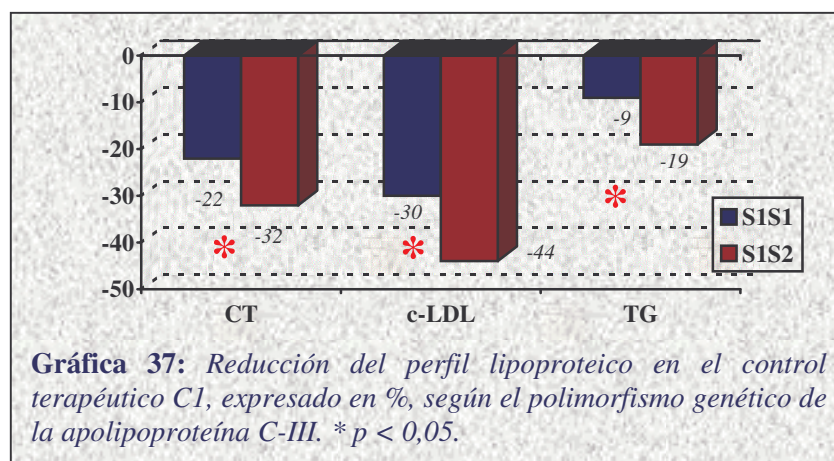 0
-10
-20
-30
-40
-50
-22
-32
*
-30
-44
*
-9
-19
*
S1S1
S1S2
CT c-LDL TG
Gráfica 37: Reducción del perfil lipoproteico en el control
terapéutico C1, expresado en %, según el polimorfismo genético de
la apolipoproteína C-III. * p < 0,05.